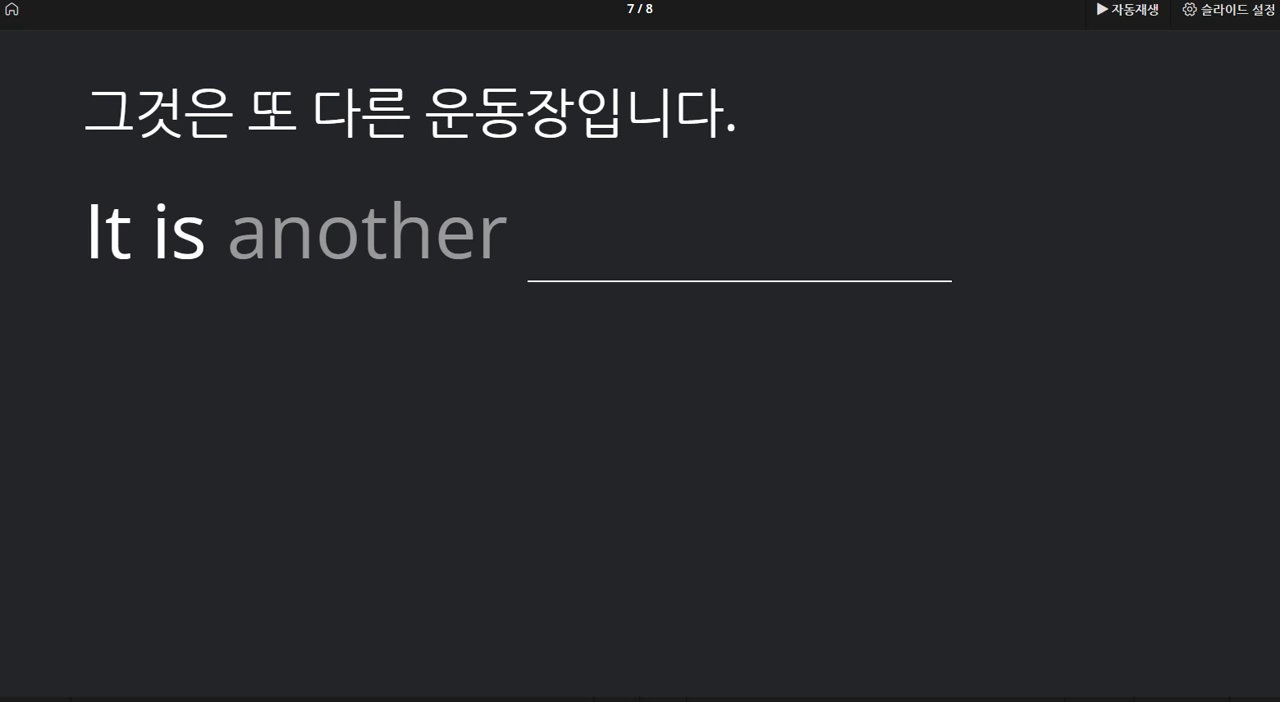 7 / 8
▶ 자동재생
슬라이드 설정
그것은 또 다른 운동장입니다.
It is another